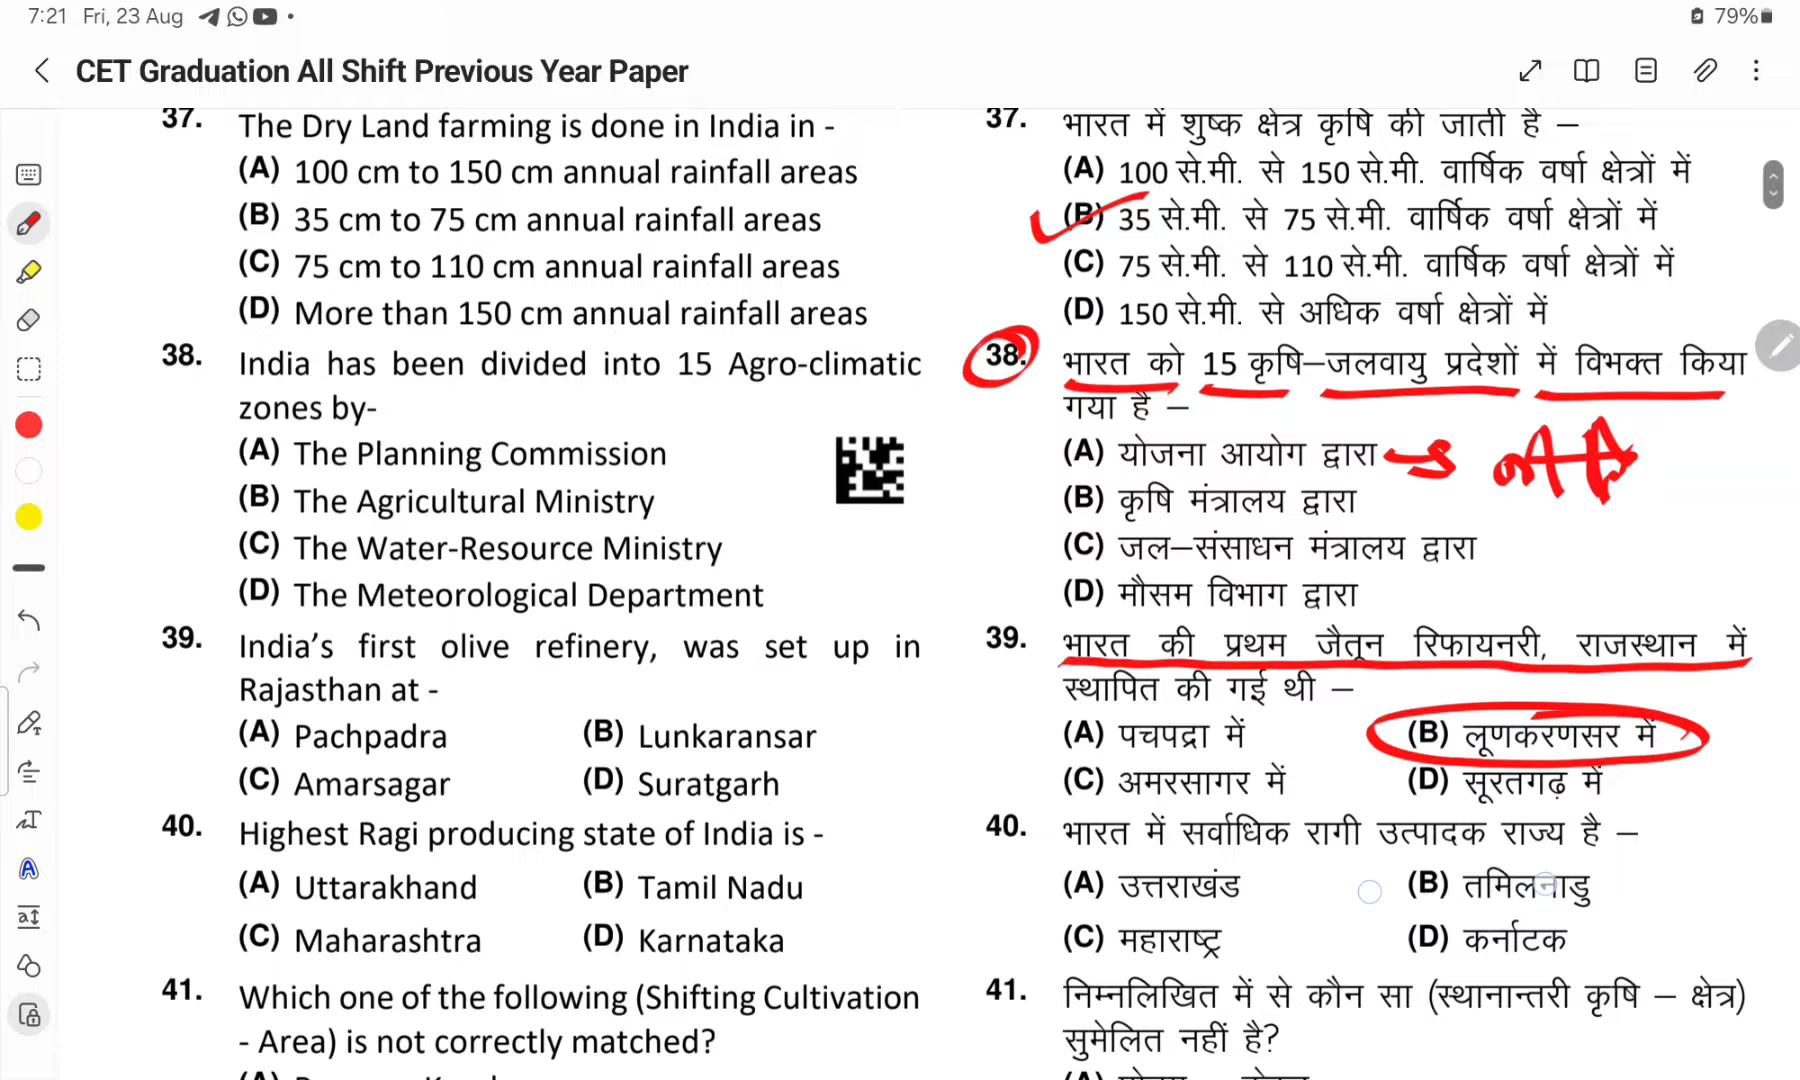 7:21 Fri, 23 Aug
79%
CET Graduation All Shift Previous Year Paper
37. The Dry Land farming is done in India in -
(A) 100 cm to 150 cm annual rainfall areas
(B) 35 cm to 75 cm annual rainfall areas
(C) 75 cm to 110 cm annual rainfall areas
(D) More than 150 cm annual rainfall areas
38. India has been divided into 15 Agro-climatic
zones by-
(A) The Planning Commission
(B) The Agricultural Ministry
(C) The Water-Resource Ministry
(D) The Meteorological Department
39. India's first olive refinery, was set up in
Rajasthan at -
(A) Pachpadra (B) Lunkaransar
(C) Amarsagar (D) Suratgarh
40. Highest Ragi producing state of India is -
(A) Uttarakhand (B) Tamil Nadu
(C) Maharashtra (D) Karnataka
41. Which one of the following (Shifting Cultivation
- Area) is not correctly matched?
37. भारत में शुष्क क्षेत्र कृषि की जाती है –
(A) 100 से.मी. से 150 से.मी. वार्षिक वर्षा क्षेत्रों में
(B) 35 से.मी. से 75 से.मी. वार्षिक वर्षा क्षेत्रों में
(C) 75 से.मी. से 110 से.मी. वार्षिक वर्षा क्षेत्रों में
(D) 150 से.मी. से अधिक वर्षा क्षेत्रों में
38. भारत को 15 कृषि–जलवायु प्रदेशों में विभक्त किया
गया है –
(A) योजना आयोग द्वारा
(B) कृषि मंत्रालय द्वारा
(C) जल–संसाधन मंत्रालय द्वारा
(D) मौसम विभाग द्वारा
39. भारत की प्रथम जैतून रिफायनरी, राजस्थान में
स्थापित की गई थी –
(A) पचपद्रा में (B) लूणकरणसर में
(C) अमरसागर में (D) सूरतगढ़ में
40. भारत में सर्वाधिक रागी उत्पादक राज्य है –
(A) उत्तराखंड (B) तमिलनाडु
(C) महाराष्ट्र (D) कर्नाटक
41. निम्नलिखित में से कौन सा (स्थानान्तरी कृषि – क्षेत्र)
सुमेलित नहीं है?